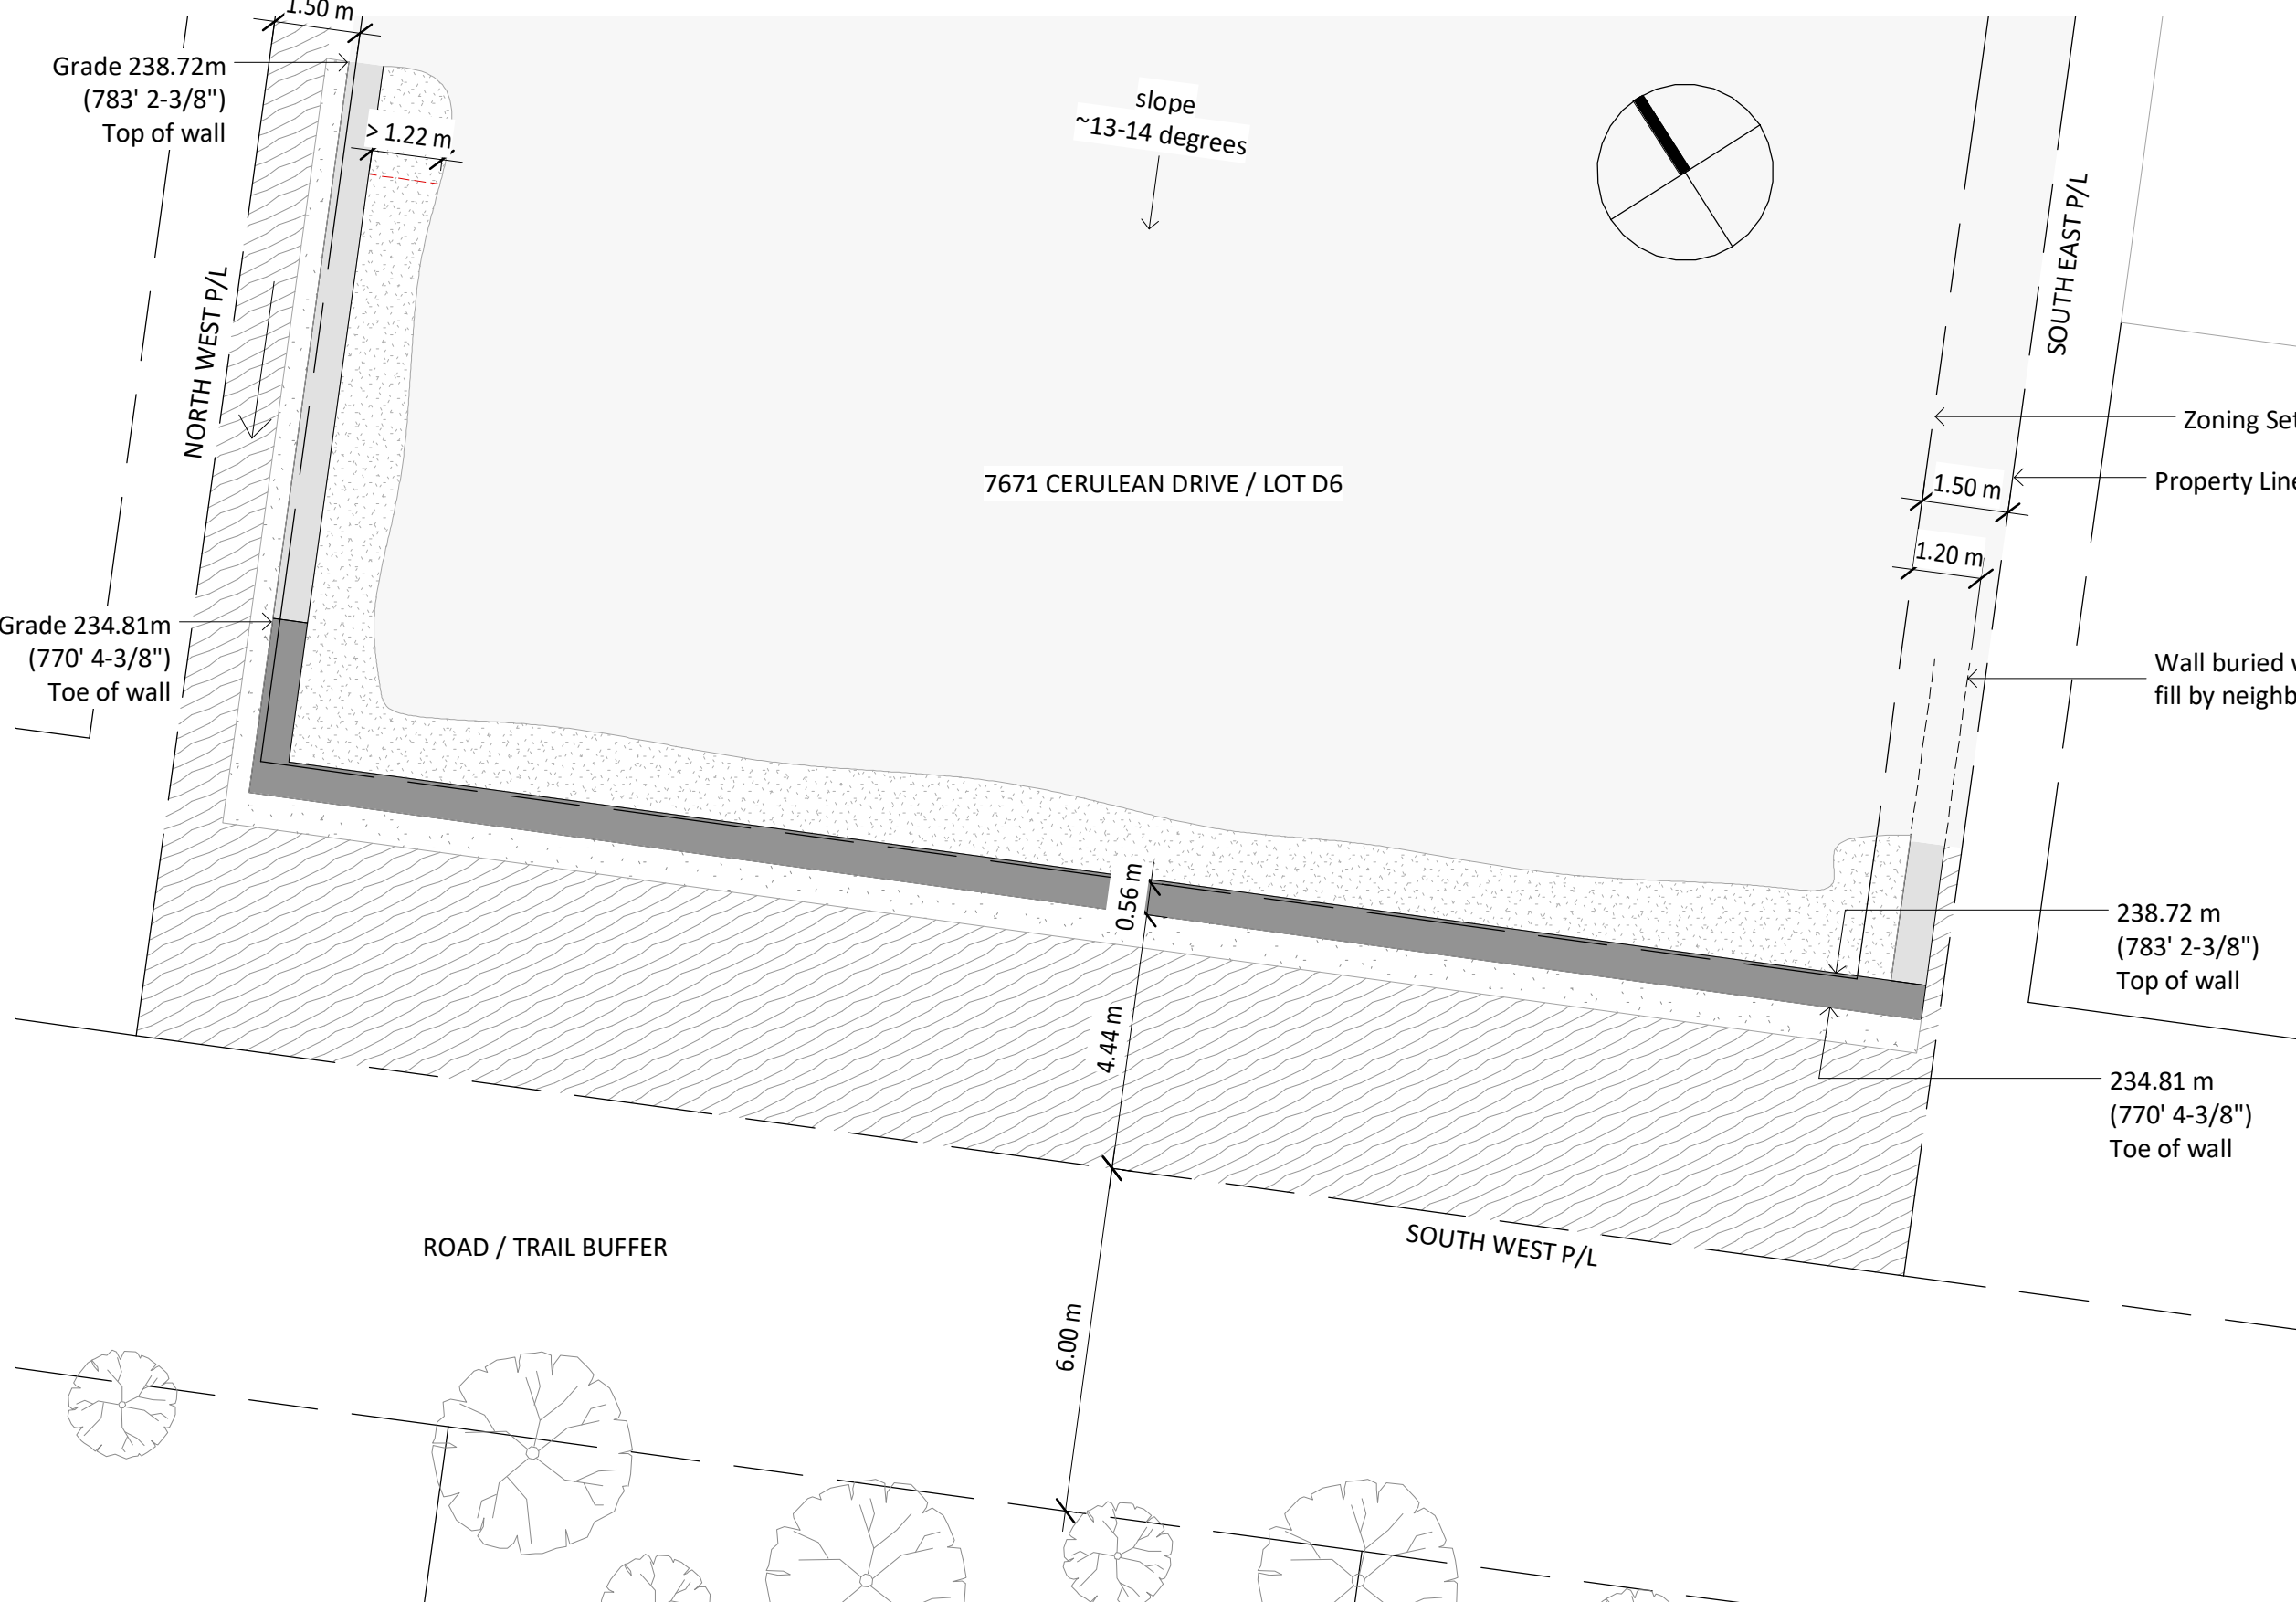 1.50 m
Grade 238.72m
(783' 2-3/8")
Top of wall
> 1.22 m
slope
~13-14 degrees
NORTH WEST P/L
SOUTH EAST P/L
7671 CERULEAN DRIVE / LOT D6
Zoning Set
1.50 m
Property Line
1.20 m
Grade 234.81m
(770' 4-3/8")
Toe of wall
Wall buried w
fill by neighb
0.56 m
238.72 m
(783' 2-3/8")
Top of wall
4.44 m
234.81 m
(770' 4-3/8")
Toe of wall
ROAD / TRAIL BUFFER
SOUTH WEST P/L
6.00 m